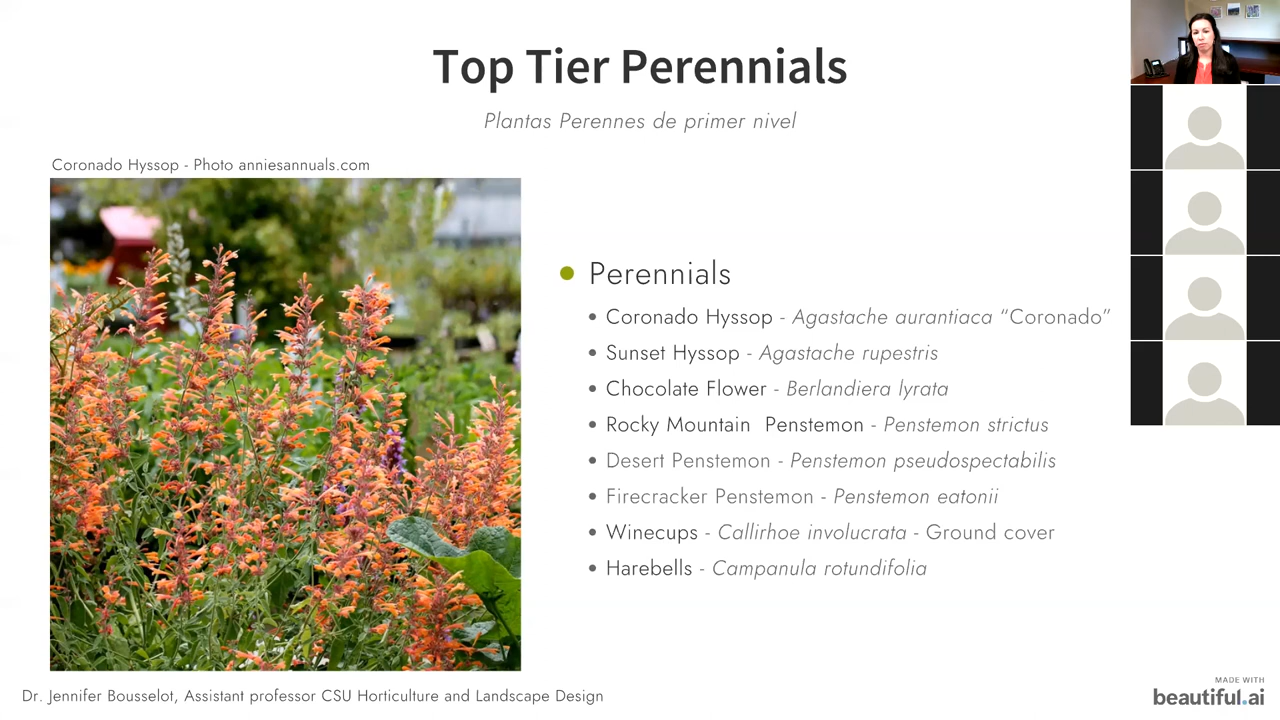 Top Tier Perennials
Plantas Perennes de primer nivel
Coronado Hyssop - Photo anniesannuals.com
Perennials
Coronado Hyssop - Agastache aurantiaca “Coronado”
Sunset Hyssop - Agastache rupestris
Chocolate Flower - Berlandiera lyrata
Rocky Mountain Penstemon - Penstemon strictus
Desert Penstemon - Penstemon pseudospectabilis
Firecracker Penstemon - Penstemon eatonii
Winecups - Callirhoe involucrata - Ground cover
Harebells - Campanula rotundifolia
Dr. Jennifer Bousselot, Assistant professor CSU Horticulture and Landscape Design
MADE WITH
beautiful.ai